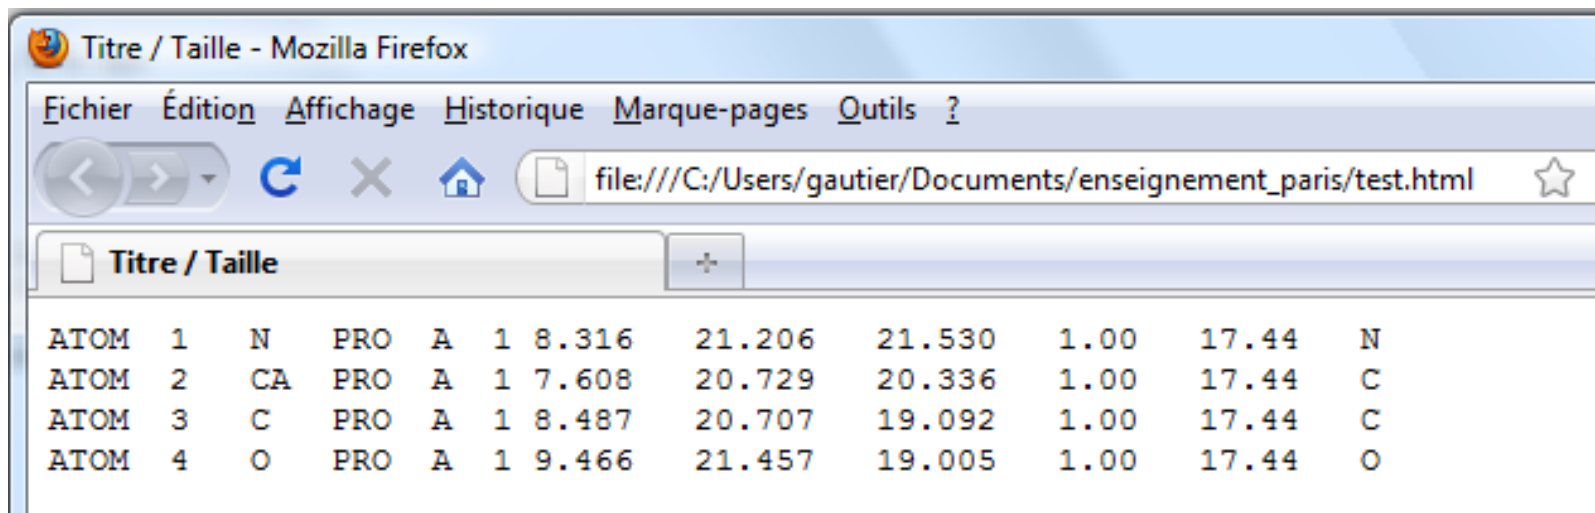 Titre / Taille - Mozilla Firefox
Fichier Édition Affichage Historique Marque-pages Outils ?
file:///C:/Users/gautier/Documents/enseignement_paris/test.html
Titre / Taille
ATOM 1 N PRO A 1 8.316 21.206 21.530 1.00 17.44 N
ATOM 2 CA PRO A 1 7.608 20.729 20.336 1.00 17.44 C
ATOM 3 C PRO A 1 8.487 20.707 19.092 1.00 17.44 C
ATOM 4 O PRO A 1 9.466 21.457 19.005 1.00 17.44 O